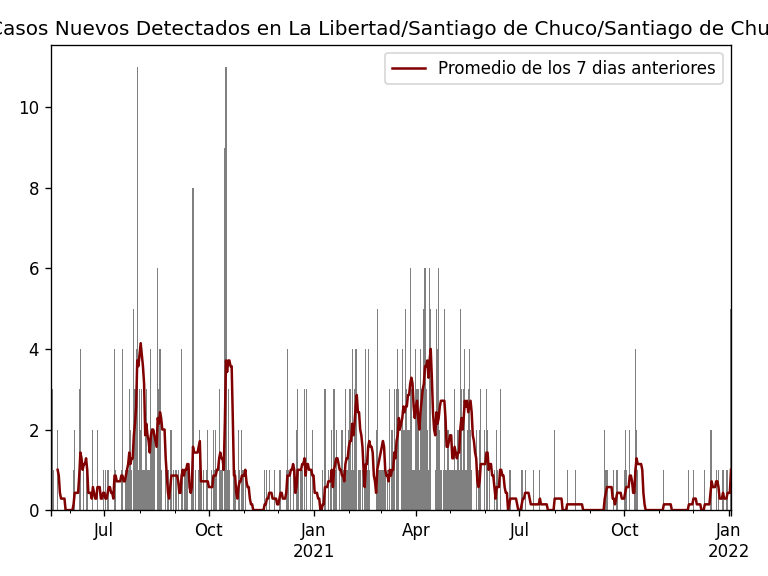 Casos Nuevos Detectados en La Libertad/Santiago de Chuco/Santiago de Chu
Promedio de los 7 dias anteriores
10
8
6
4
2
0
Jul Oct Jan Apr Jul Oct Jan
2021 2022